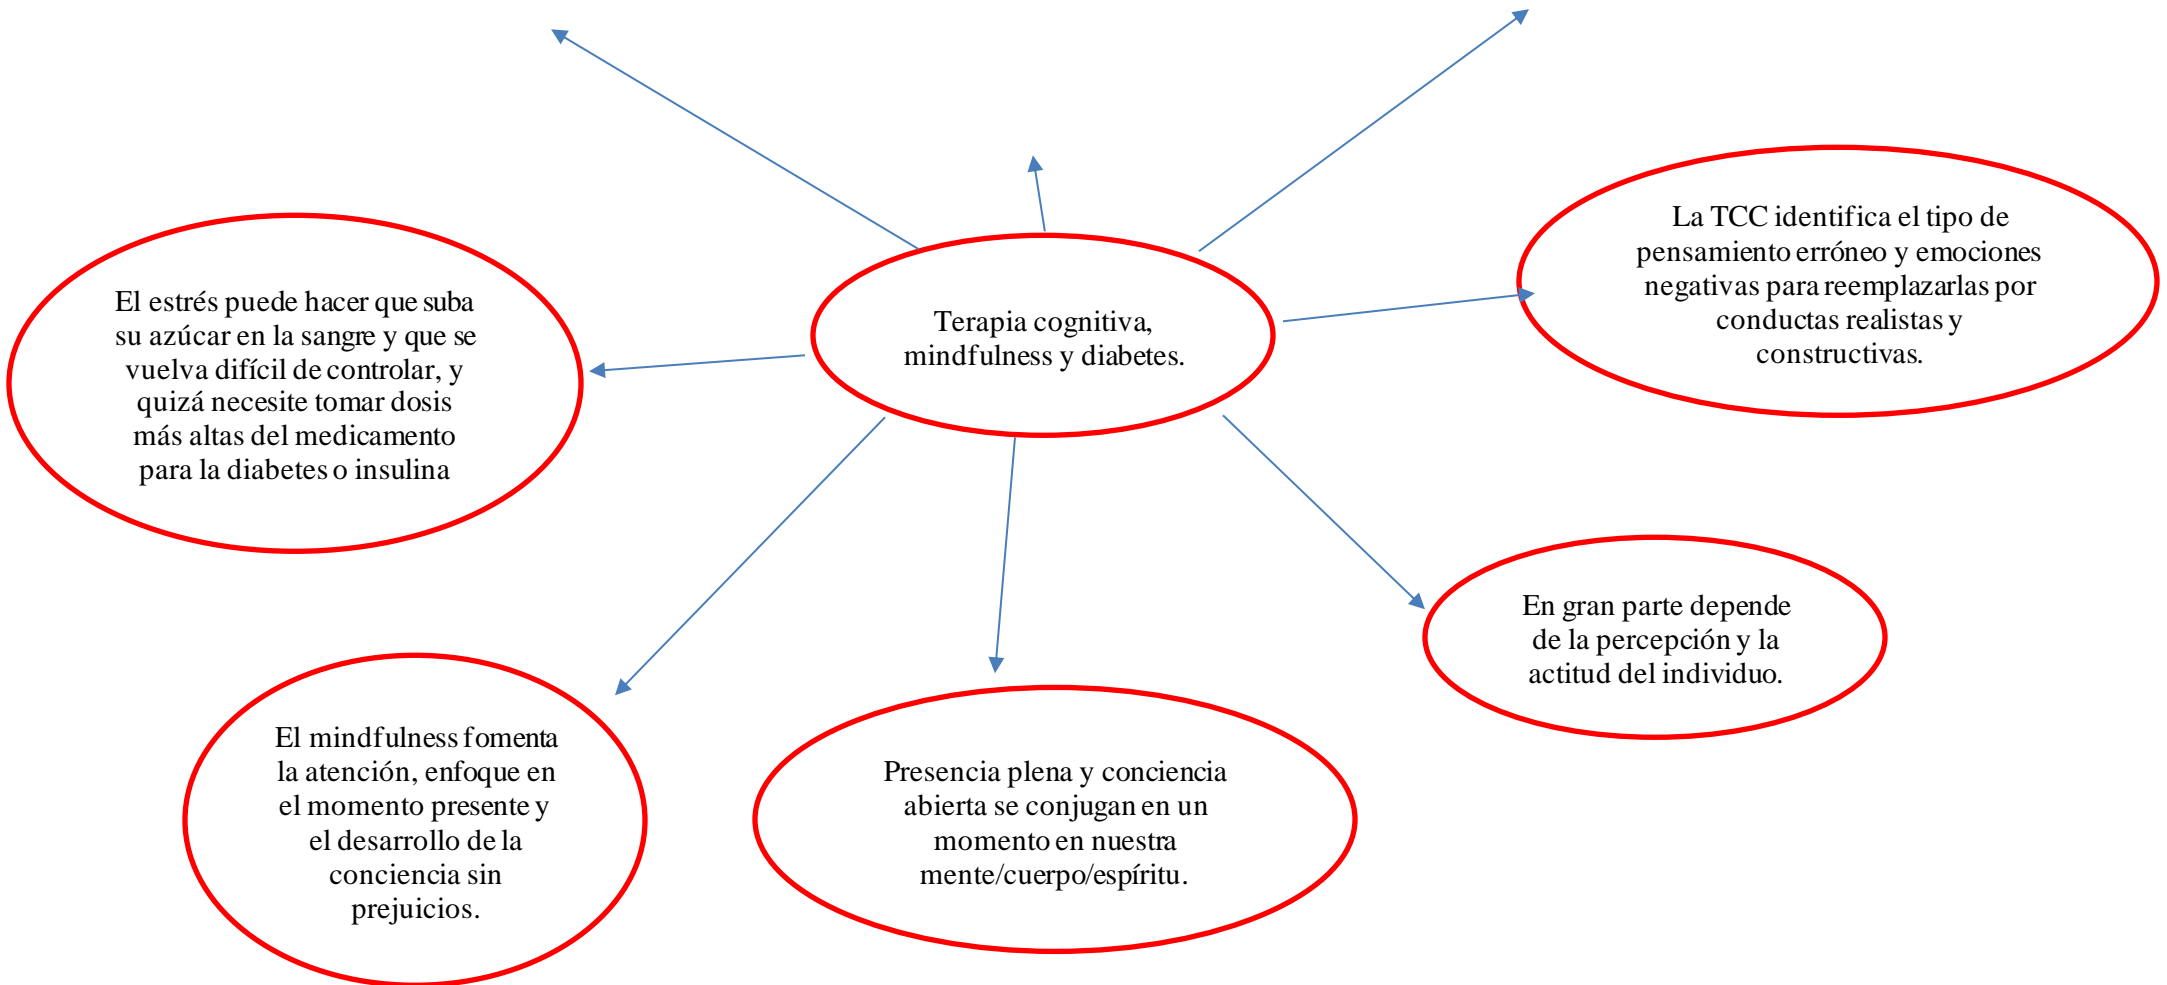 Terapia cognitiva,
mindfulness y diabetes.
La TCC identifica el tipo de
pensamiento erróneo y emociones
negativas para reemplazarlas por
conductas realistas y
constructivas.
El estrés puede hacer que suba
su azúcar en la sangre y que se
vuelva difícil de controlar, y
quizá necesite tomar dosis
más altas del medicamento
para la diabetes o insulina
En gran parte depende
de la percepción y la
actitud del individuo.
El mindfulness fomenta
la atención, enfoque en
el momento presente y
el desarrollo de la
conciencia sin
prejuicios.
Presencia plena y conciencia
abierta se conjugan en un
momento en nuestra
mente/cuerpo/espíritu.